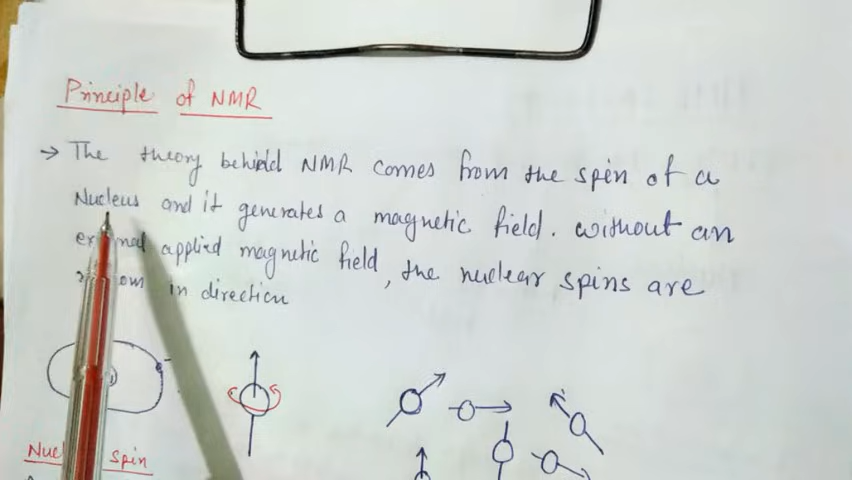 Principle of NMR
→ The theory behind NMR comes from the spin of a
Nucleus and it generates a magnetic field. without an
applied magnetic field, the nuclear spins are
in direction
spin